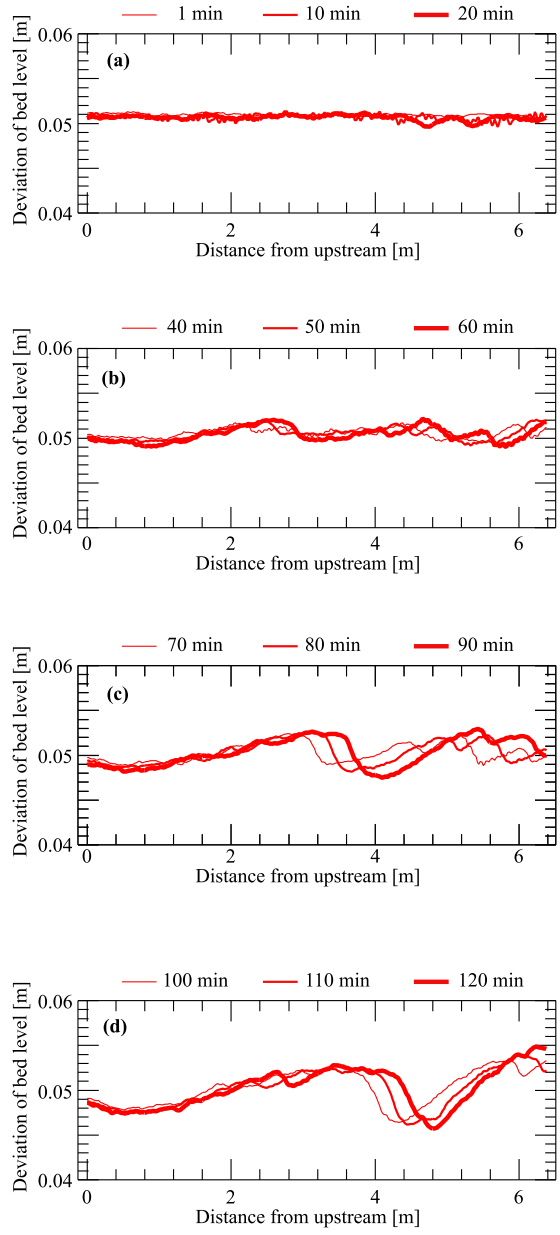 1 min 10 min 20 min
0.06
(a)
0.05
0.04
Deviation of bed level [m]
0 2 4 6
Distance from upstream [m]
40 min 50 min 60 min
0.06
(b)
0.05
0.04
Deviation of bed level [m]
0 2 4 6
Distance from upstream [m]
70 min 80 min 90 min
0.06
(c)
0.05
0.04
Deviation of bed level [m]
0 2 4 6
Distance from upstream [m]
100 min 110 min 120 min
0.06
(d)
0.05
0.04
Deviation of bed level [m]
0 2 4 6
Distance from upstream [m]